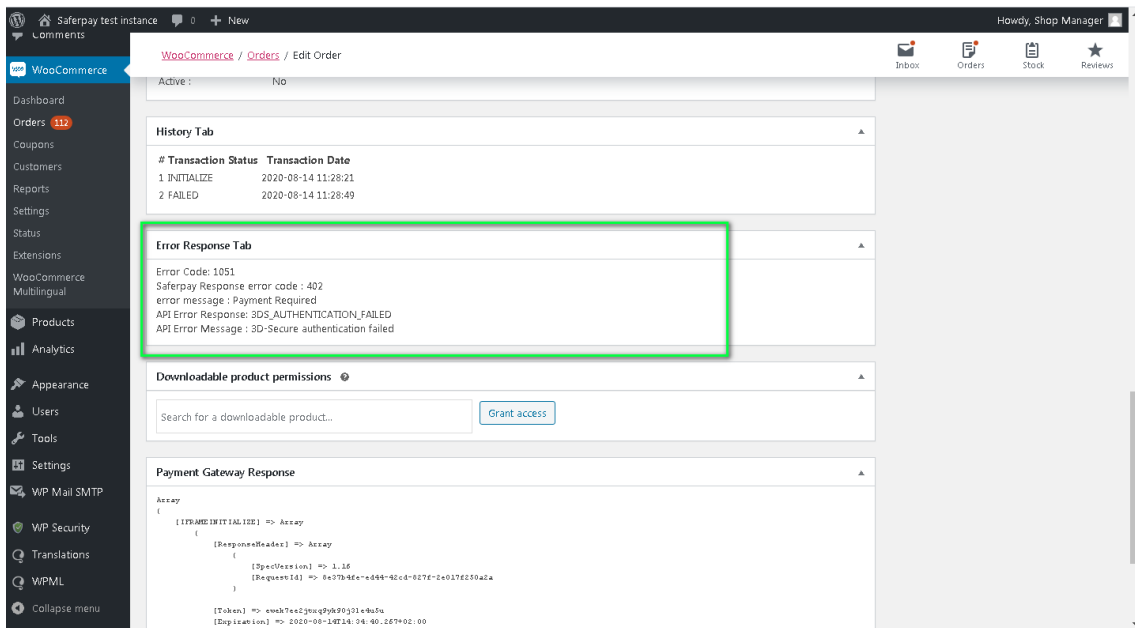 Saferpay test instance 0 + New Howdy, Shop Manager
Comments
WooCommerce / Orders / Edit Order
Inbox Orders Stock Reviews
WooCommerce
Dashboard
Orders 112
Coupons
Customers
Reports
Settings
Status
Extensions
WooCommerce
Multilingual
Products
Analytics
Appearance
Users
Tools
Settings
WP Mail SMTP
WP Security
Translations
WPML
Collapse menu
Active : No
History Tab
# Transaction Status Transaction Date
1 INITIALIZE 2020-08-14 11:28:21
2 FAILED 2020-08-14 11:28:49
Error Response Tab
Error Code: 1051
Saferpay Response error code : 402
error message : Payment Required
API Error Response: 3DS_AUTHENTICATION_FAILED
API Error Message : 3D-Secure authentication failed
Downloadable product permissions
Search for a downloadable product... Grant access
Payment Gateway Response
Array
(
[IFRAMEINITIALIZE] => Array
(
[ResponseHeader] => Array
(
[SpecVersion] => 1.16
[RequestId] => 8e37b4fe-ed44-42cd-827f-2e017f250a2a
)
[Token] =>
[Expiration] => 2020-08-14T14:34:40.257+02:00